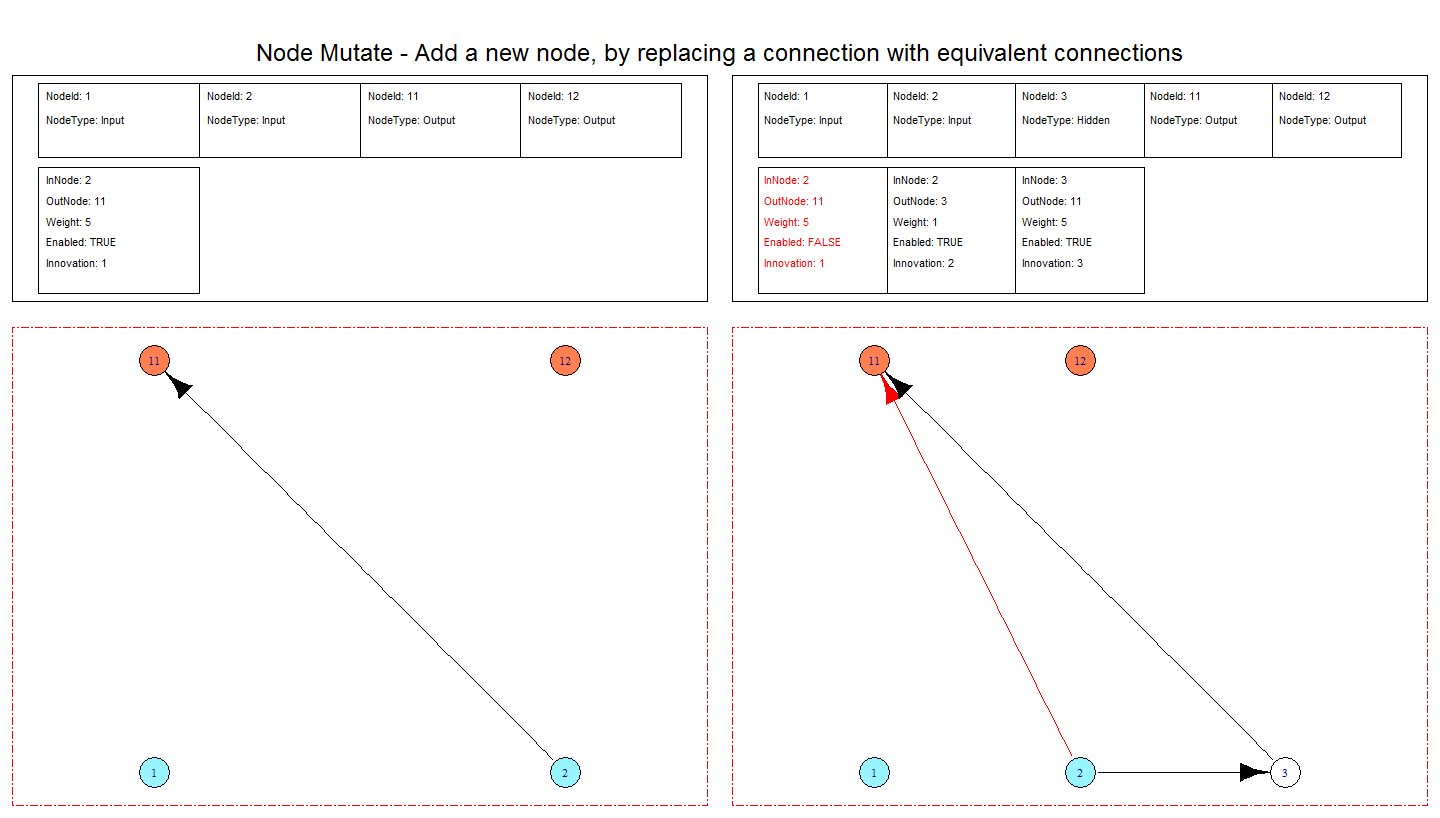 Node Mutate - Add a new node, by replacing a connection with equivalent connections
NodeId: 1
NodeType: Input
NodeId: 2
NodeType: Input
NodeId: 11
NodeType: Output
NodeId: 12
NodeType: Output
InNode: 2
OutNode: 11
Weight: 5
Enabled: TRUE
Innovation: 1
11
12
1
2
NodeId: 1
NodeType: Input
NodeId: 2
NodeType: Input
NodeId: 3
NodeType: Hidden
NodeId: 11
NodeType: Output
NodeId: 12
NodeType: Output
InNode: 2
OutNode: 11
Weight: 5
Enabled: FALSE
Innovation: 1
InNode: 2
OutNode: 3
Weight: 1
Enabled: TRUE
Innovation: 2
InNode: 3
OutNode: 11
Weight: 5
Enabled: TRUE
Innovation: 3
11
12
1
2
3